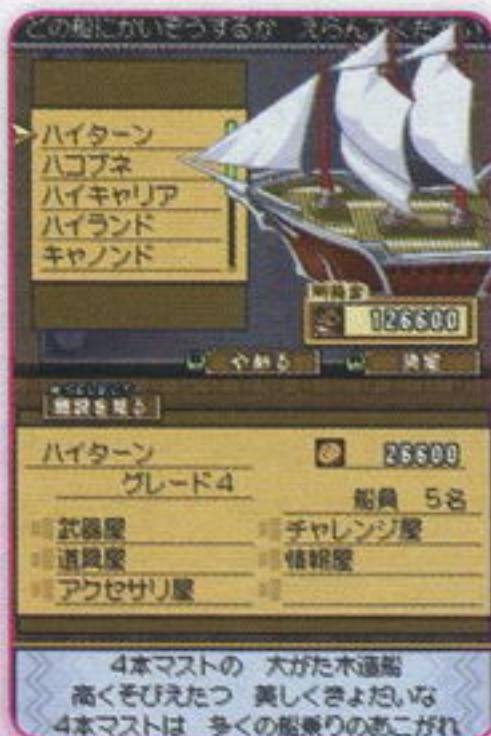 どの船にかいぞうするか えらんでください
ハイターン
ハコブネ
ハイキャリア
ハイランド
キャノンド
所持金
126600
やめる 決定
施設を見る
ハイターン 26600
グレード4
船員 5名
武器屋 チャレンジ屋
道具屋 情報屋
アクセサリ屋
4本マストの 大がた木造船
高くそびえたつ 美しくきょだいな
4本マストは 多くの船乗りのあこがれ